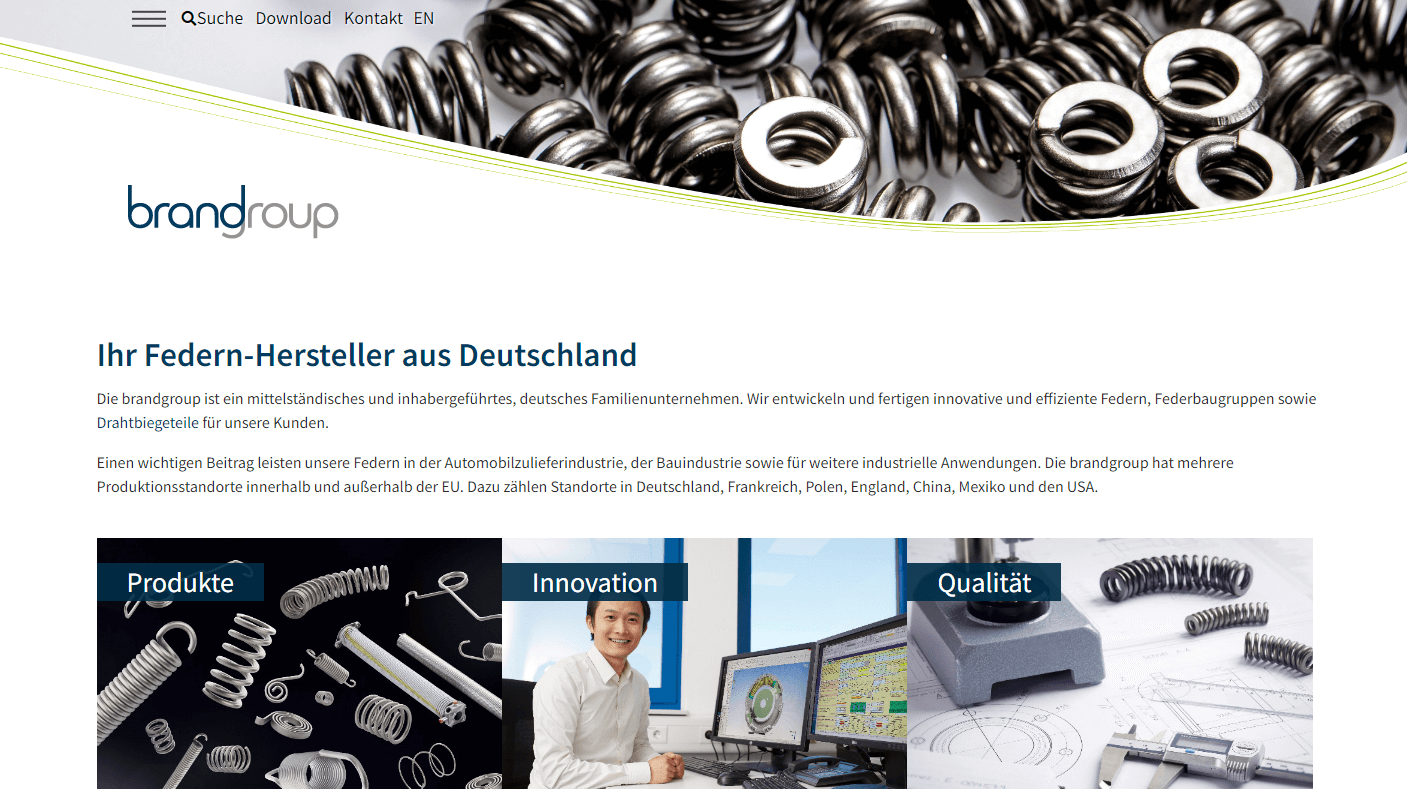 Suche Download Kontakt EN
brandgroup
Ihr Federn-Hersteller aus Deutschland
Die brandgroup ist ein mittelständisches und inhabergeführtes, deutsches Familienunternehmen. Wir entwickeln und fertigen innovative und effiziente Federn, Federbaugruppen sowie
Drahtbiegeteile für unsere Kunden.
Einen wichtigen Beitrag leisten unsere Federn in der Automobilzulieferindustrie, der Bauindustrie sowie für weitere industrielle Anwendungen. Die brandgroup hat mehrere
Produktionsstandorte innerhalb und außerhalb der EU. Dazu zählen Standorte in Deutschland, Frankreich, Polen, England, China, Mexiko und den USA.
Produkte
Innovation
Qualität